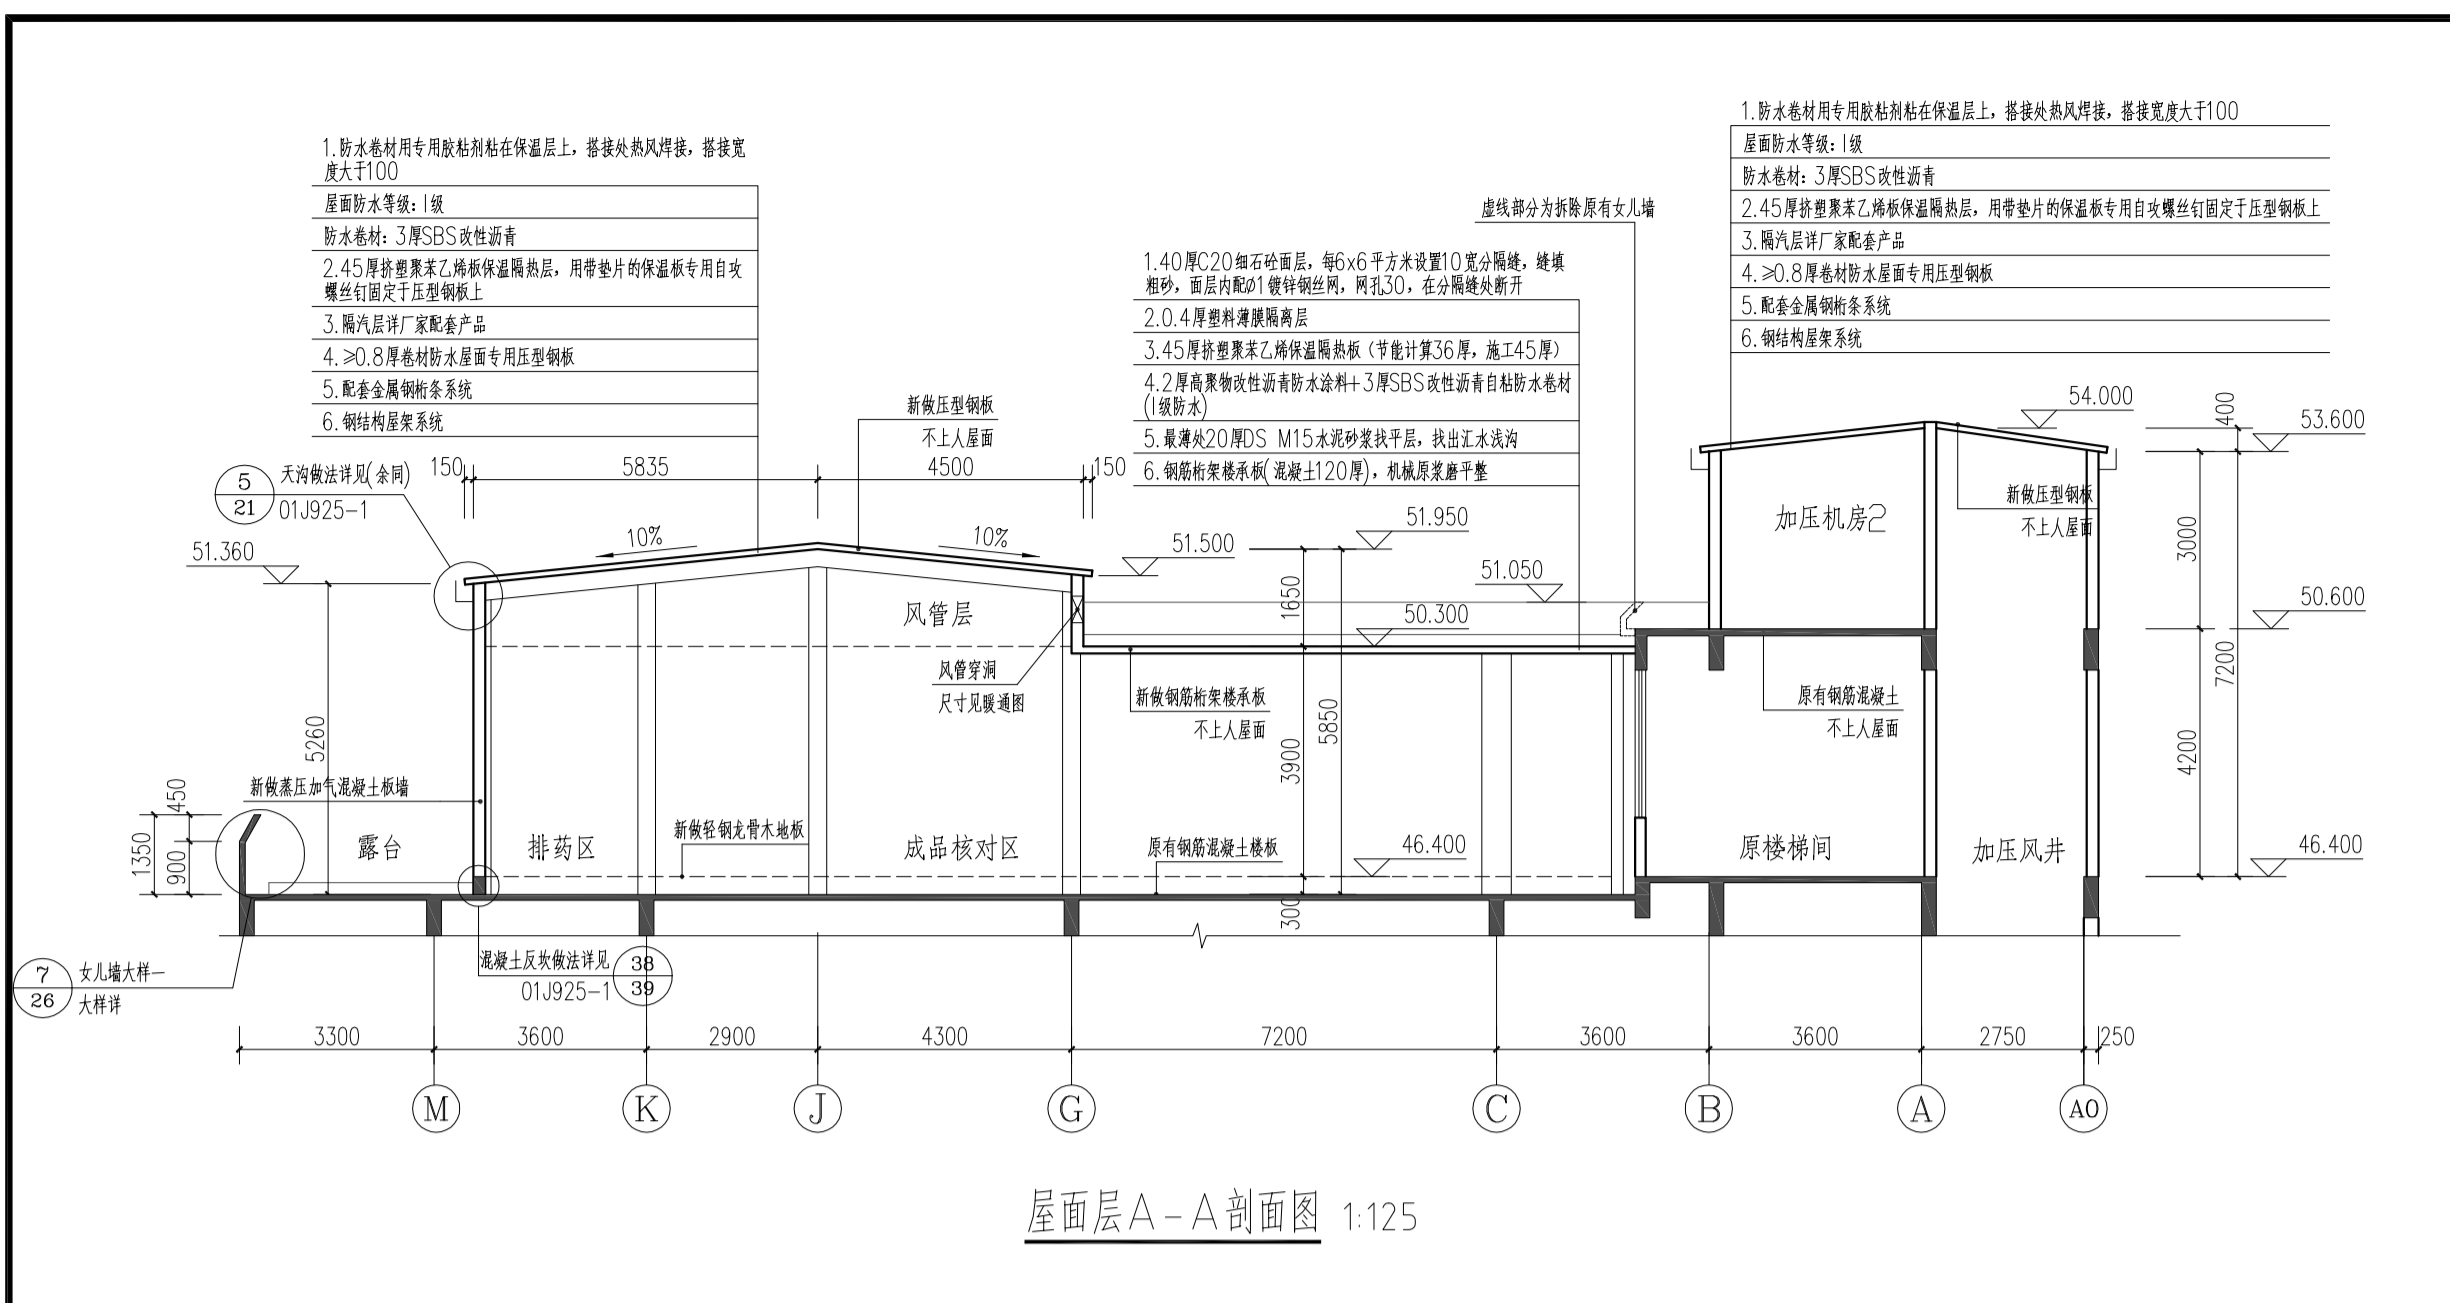 1.防水卷材用专用胶粘剂粘在保温层上，搭接处热风焊接，搭接宽
度大于100
屋面防水等级：I级
防水卷材：3厚SBS改性沥青
2.45厚挤塑聚苯乙烯板保温隔热层，用带垫片的保温板专用自攻
螺丝钉固定于压型钢板上
3.隔汽层详厂家配套产品
4.≥0.8厚卷材防水屋面专用压型钢板
5.配套金属钢桁条系统
6.钢结构屋架系统
1.40厚C20细石砼面层，每6x6平方米设置10宽分隔缝，缝填
粗砂，面层内配Ø1镀锌钢丝网，网孔30，在分隔缝处断开
2.0.4厚塑料薄膜隔离层
3.45厚挤塑聚苯乙烯保温隔热板（节能计算36厚，施工45厚）
4.2厚高聚物改性沥青防水涂料+3厚SBS改性沥青自粘防水卷材
(I级防水)
5.最薄处20厚DS M15水泥砂浆找平层，找出汇水浅沟
6.钢筋桁架楼承板(混凝土120厚)，机械原浆磨平整
虚线部分为拆除原有女儿墙
1.防水卷材用专用胶粘剂粘在保温层上，搭接处热风焊接，搭接宽度大于100
屋面防水等级：I级
防水卷材：3厚SBS改性沥青
2.45厚挤塑聚苯乙烯板保温隔热层，用带垫片的保温板专用自攻螺丝钉固定于压型钢板上
3.隔汽层详厂家配套产品
4.≥0.8厚卷材防水屋面专用压型钢板
5.配套金属钢桁条系统
6.钢结构屋架系统
新做压型钢板
不上人屋面
150 5835 4500 150
5
21
天沟做法详见(余同)
01J925-1
51.360
10%
10%
51.500
51.950
51.050
50.300
54.000
400
53.600
3000
50.600
7200
4200
46.400
加压机房2
新做压型钢板
不上人屋面
风管层
风管穿洞
尺寸见暖通图
新做钢筋桁架楼承板
不上人屋面
原有钢筋混凝土
不上人屋面
1650
3900
5850
300
5260
新做蒸压加气混凝土板墙
450
1350
900
露台
排药区
新做轻钢龙骨木地板
成品核对区
原有钢筋混凝土楼板
46.400
原楼梯间
加压风井
7
26
女儿墙大样一
大样详
混凝土反坎做法详见
01J925-1
38
39
3300 3600 2900 4300 7200 3600 3600 2750 250
M K J G C B A A0
屋面层A-A剖面图 1:125